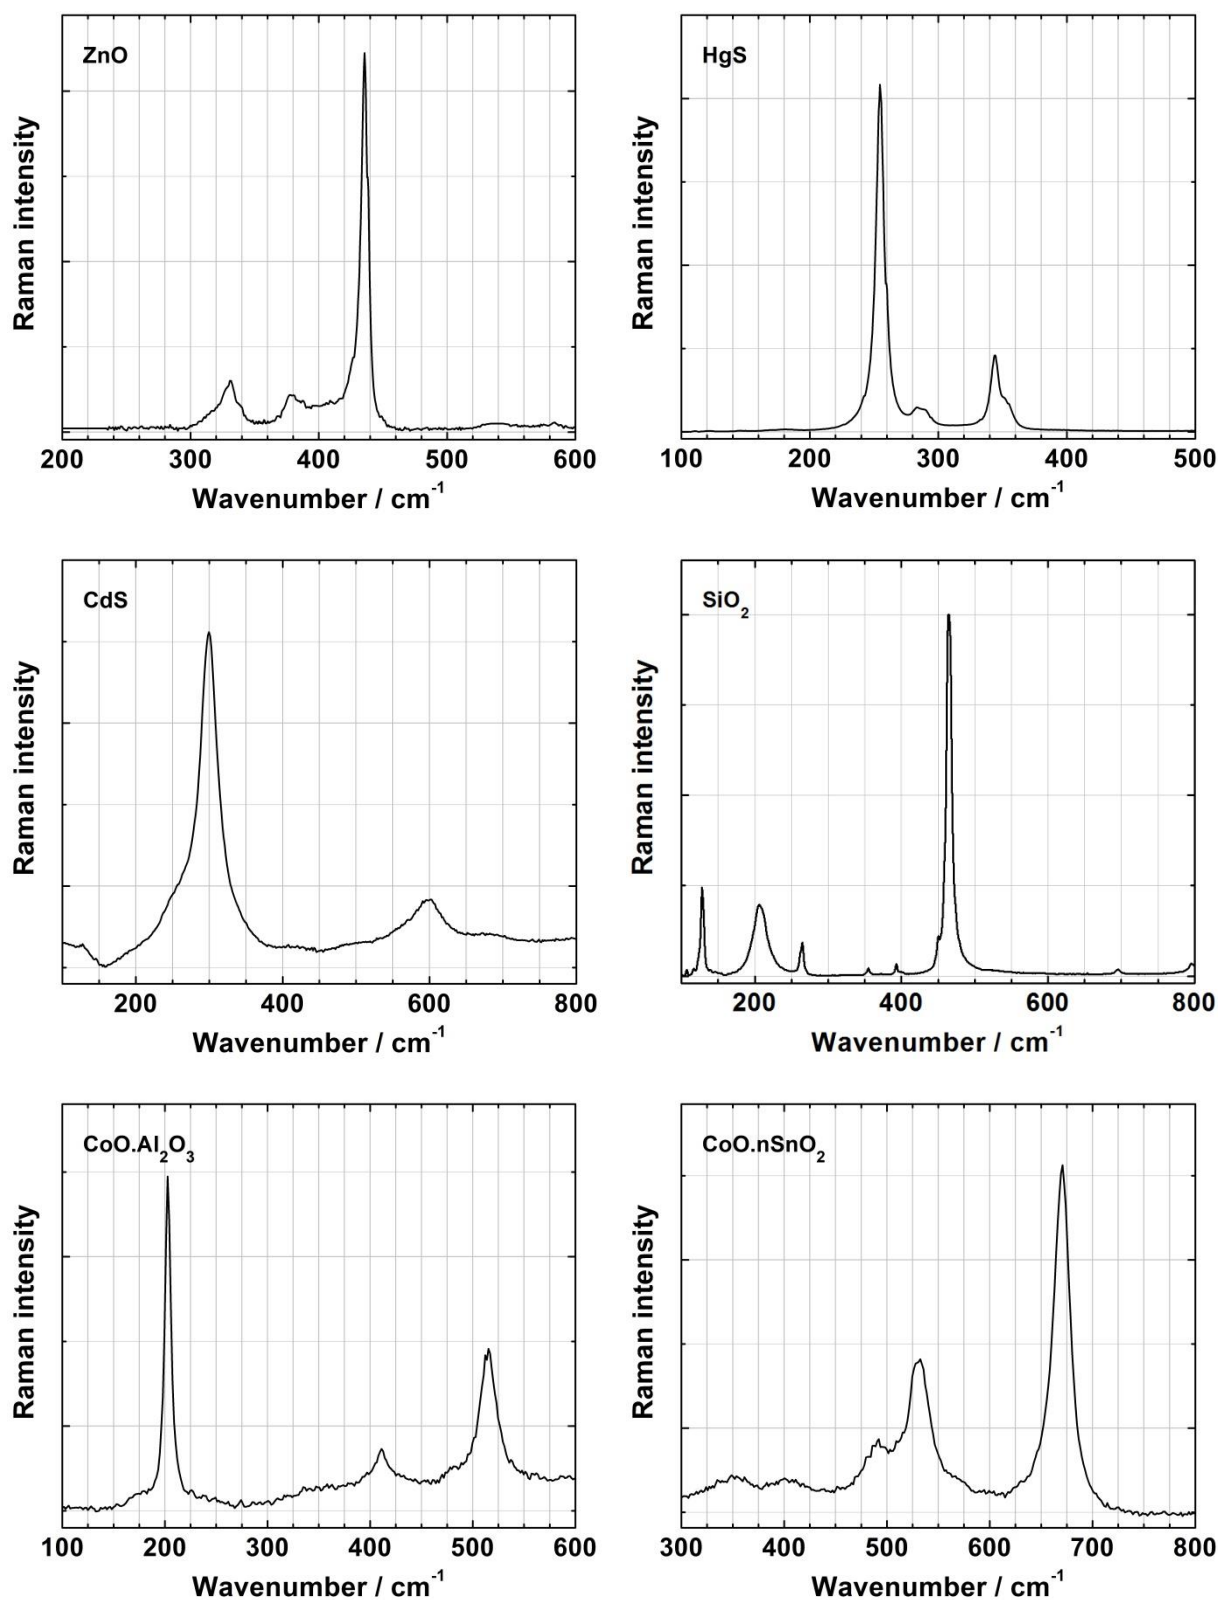 ZnO
Raman intensity
200 300 400 500 600
Wavenumber / cm⁻¹
HgS
Raman intensity
100 200 300 400 500
Wavenumber / cm⁻¹
CdS
Raman intensity
200 400 600 800
Wavenumber / cm⁻¹
SiO₂
Raman intensity
200 400 600 800
Wavenumber / cm⁻¹
CoO.Al₂O₃
Raman intensity
100 200 300 400 500 600
Wavenumber / cm⁻¹
CoO.nSnO₂
Raman intensity
300 400 500 600 700 800
Wavenumber / cm⁻¹